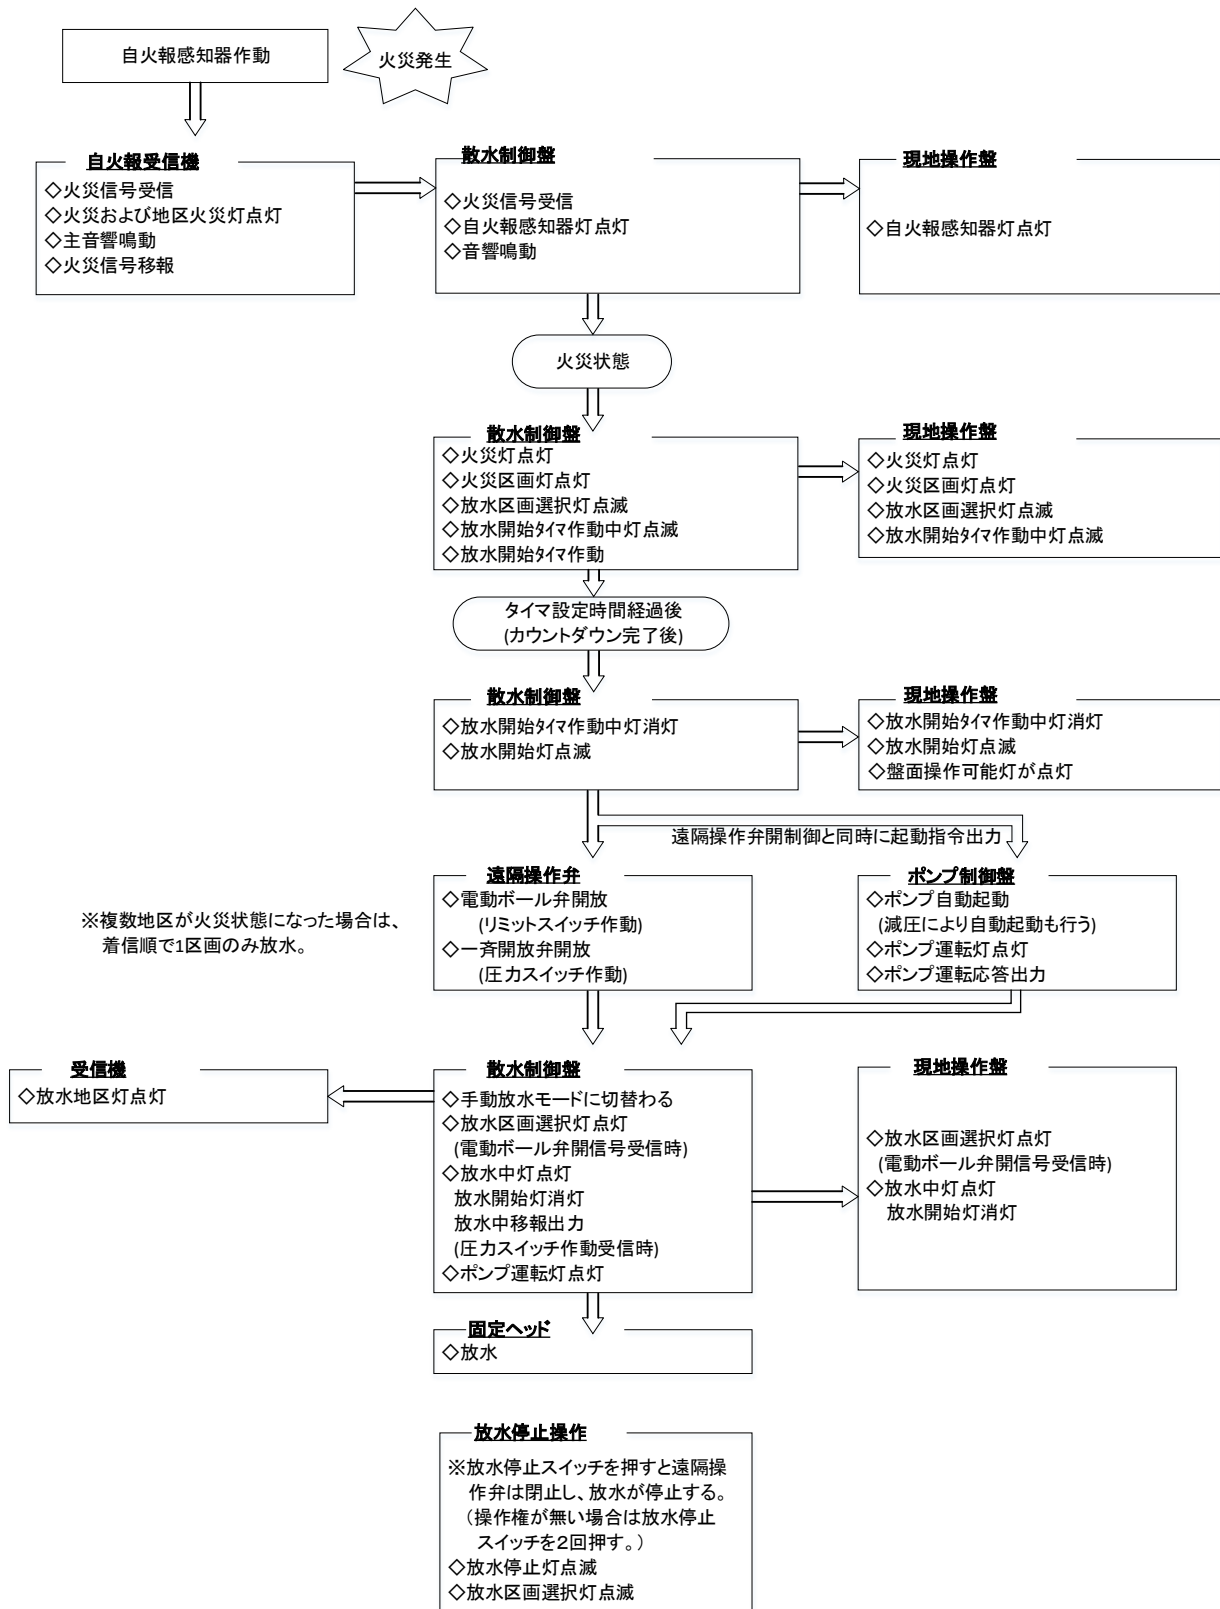 自火報感知器作動
火災発生
自火報受信機
◇火災信号受信
◇火災および地区火災灯点灯
◇主音響鳴動
◇火災信号移報
散水制御盤
◇火災信号受信
◇自火報感知器灯点灯
◇音響鳴動
現地操作盤
◇自火報感知器灯点灯
火災状態
散水制御盤
◇火災灯点灯
◇火災区画灯点灯
◇放水区画選択灯点滅
◇放水開始ﾀｲﾏ作動中灯点滅
◇放水開始ﾀｲﾏ作動
現地操作盤
◇火災灯点灯
◇火災区画灯点灯
◇放水区画選択灯点滅
◇放水開始ﾀｲﾏ作動中灯点滅
タイマ設定時間経過後
(カウントダウン完了後)
散水制御盤
◇放水開始ﾀｲﾏ作動中灯消灯
◇放水開始灯点滅
現地操作盤
◇放水開始ﾀｲﾏ作動中灯消灯
◇放水開始灯点滅
◇盤面操作可能灯が点灯
遠隔操作弁開制御と同時に起動指令出力
※複数地区が火災状態になった場合は、
着信順で1区画のみ放水。
遠隔操作弁
◇電動ボール弁開放
(リミットスイッチ作動)
◇一斉開放弁開放
(圧力スイッチ作動)
ポンプ制御盤
◇ポンプ自動起動
(減圧により自動起動も行う)
◇ポンプ運転灯点灯
◇ポンプ運転応答出力
受信機
◇放水地区灯点灯
散水制御盤
◇手動放水モードに切替わる
◇放水区画選択灯点灯
(電動ボール弁開信号受信時)
◇放水中灯点灯
放水開始灯消灯
放水中移報出力
(圧力スイッチ作動受信時)
◇ポンプ運転灯点灯
現地操作盤
◇放水区画選択灯点灯
(電動ボール弁開信号受信時)
◇放水中灯点灯
放水開始灯消灯
固定ヘッド
◇放水
放水停止操作
※放水停止スイッチを押すと遠隔操
作弁は閉止し、放水が停止する。
（操作権が無い場合は放水停止
スイッチを2回押す。）
◇放水停止灯点滅
◇放水区画選択灯点滅